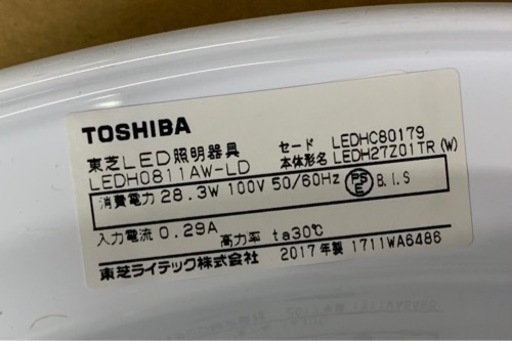 TOSHIBA
東芝LED照明器具 セード LEDHC80179
LEDH0811AW-LD 本体形名 LEDH27Z01TR (W)
消費電力 28.3W 100V 50/60Hz PSE B.I.S
入力電流 0.29A 高力率 ta30℃
東芝ライテック株式会社 2017年製 1711WA6486